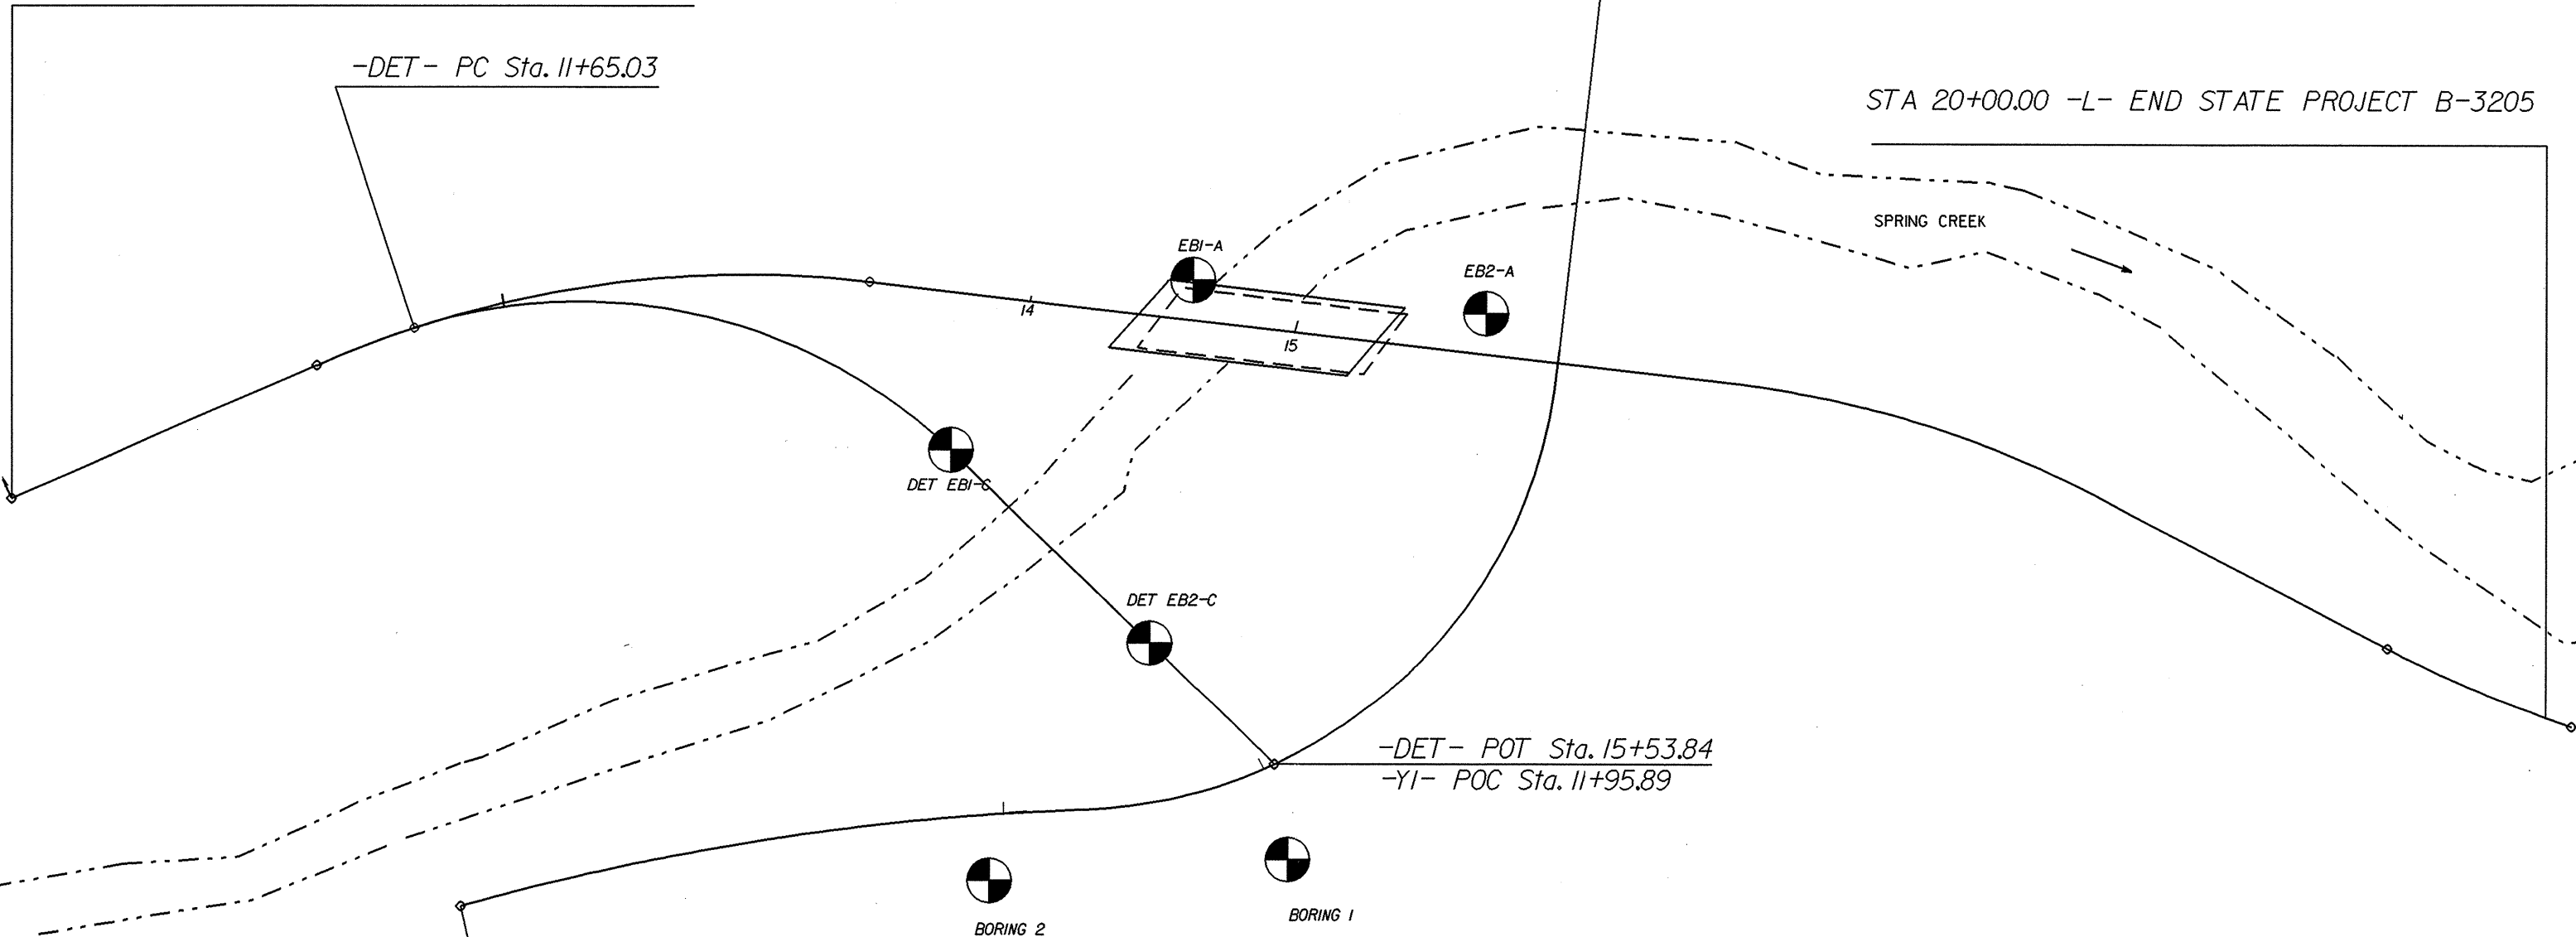 -DET- PC Sta. 11+65.03
STA 20+00.00 -L- END STATE PROJECT B-3205
SPRING CREEK
EB1-A
EB2-A
14
15
DET EB1-C
DET EB2-C
-DET- POT Sta. 15+53.84
-Y1- POC Sta. 11+95.89
BORING 1
BORING 2